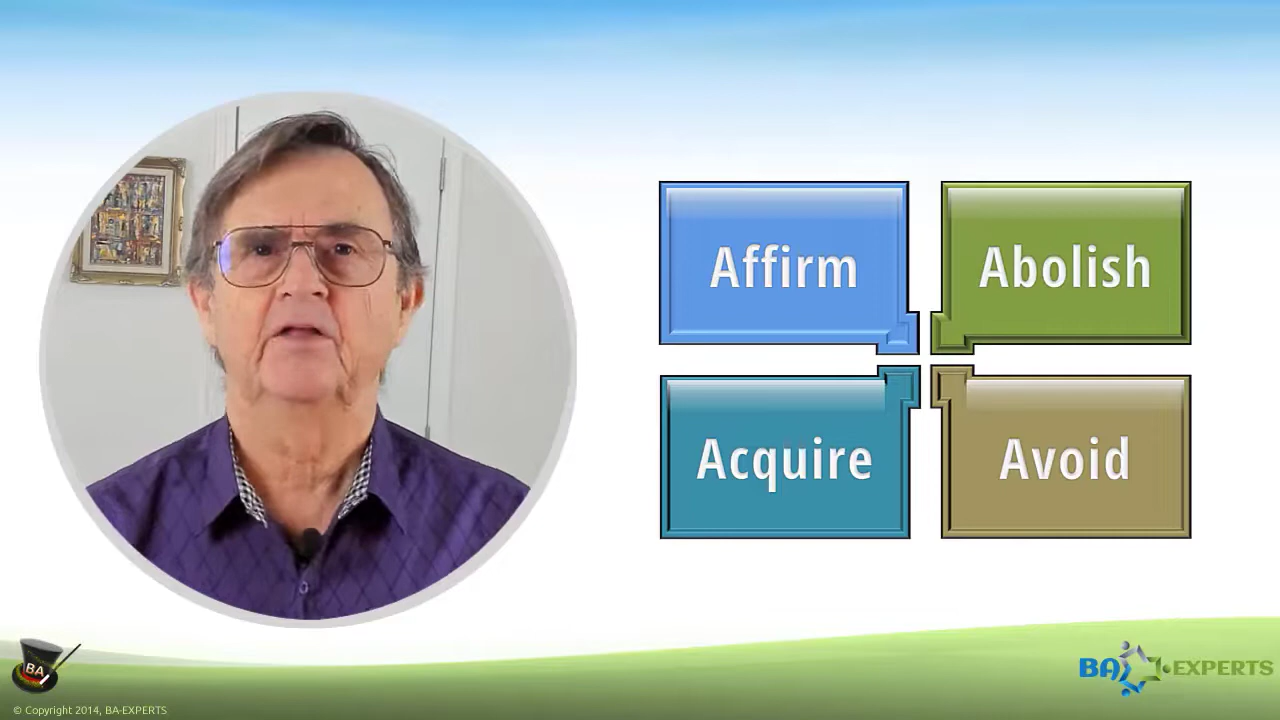 Affirm
Abolish
Acquire
Avoid
BA
BA EXPERTS
© Copyright 2014, BA-EXPERTS